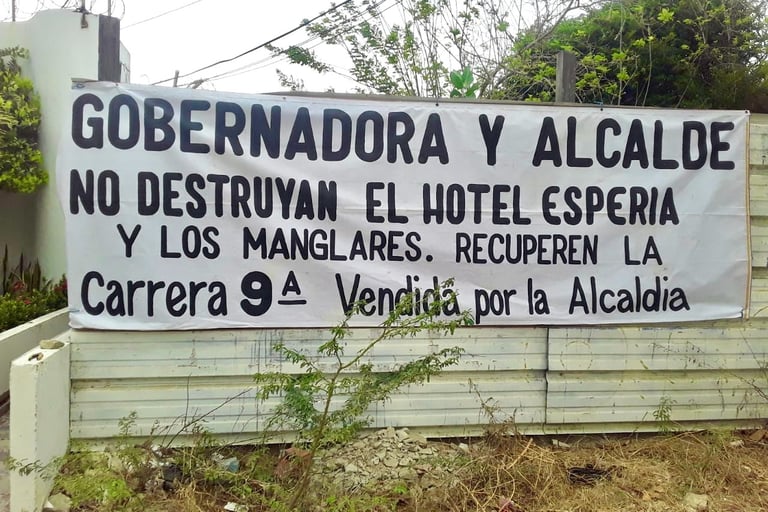 GOBERNADORA Y ALCALDE
NO DESTRUYAN EL HOTEL ESPERIA
Y LOS MANGLARES. RECUPEREN LA
Carrera 9A Vendida por la Alcaldia